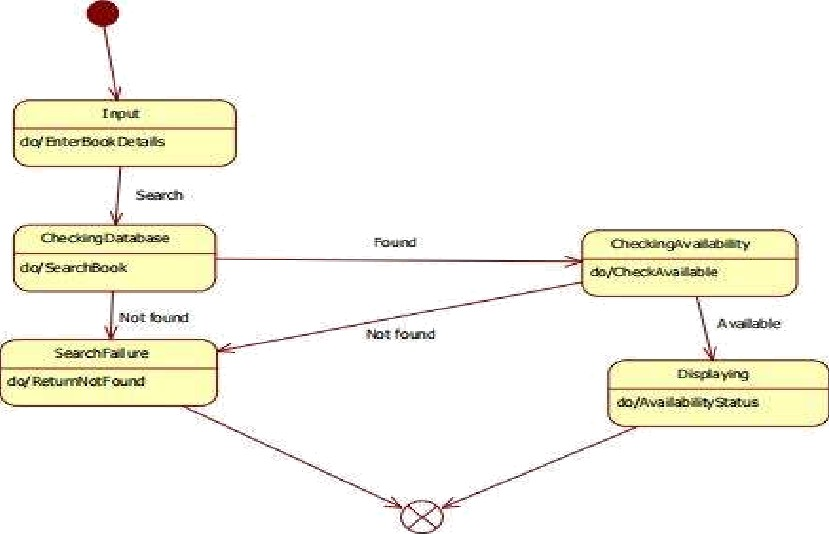 Input
do/EnterBookDetails
Search
CheckingDatabase
do/SearchBook
Found
CheckingAvailability
do/CheckAvailable
Not found
Not found
Available
SearchFailure
do/ReturnNotFound
Displaying
do/AvailabilityStatus